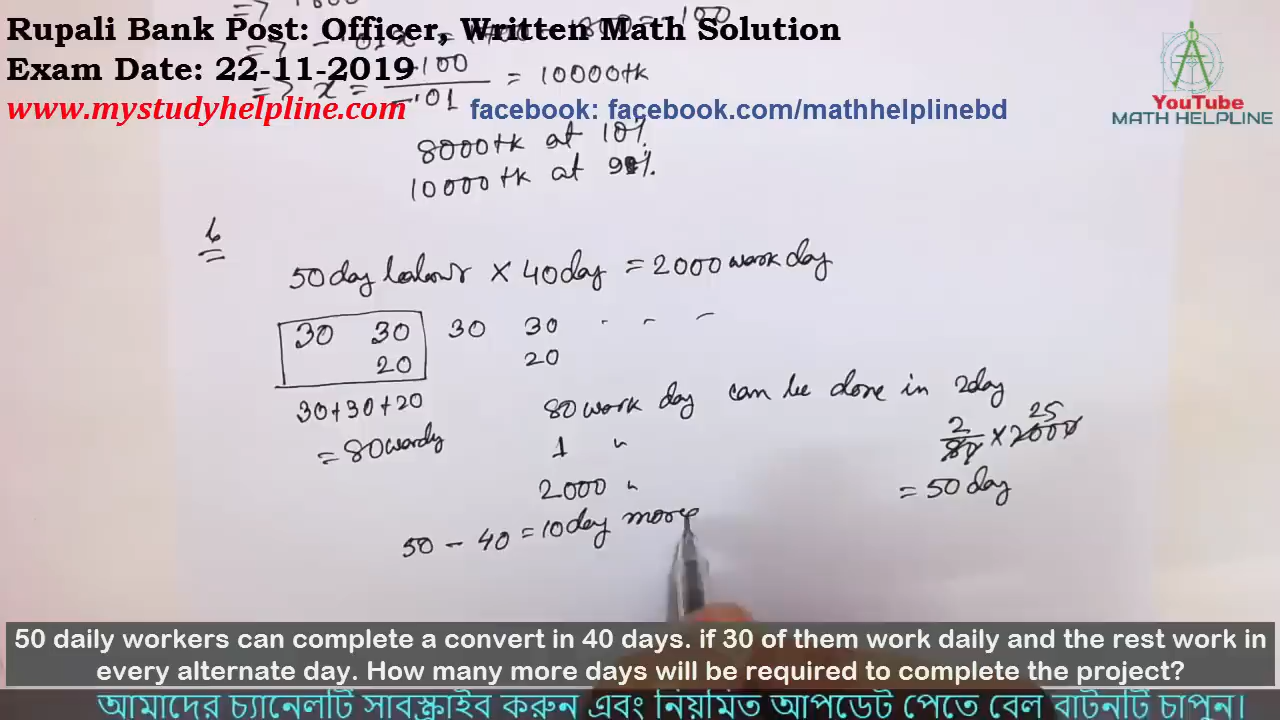 Rupali Bank Post: Officer, Written Math Solution
Exam Date: 22-11-2019
www.mystudyhelpline.com facebook: facebook.com/mathhelplinebd
YouTube
MATH HELPLINE
=> x = -100 / -.01 = 10000tk
8000tk at 10%
10000tk at 9%
6
50 day labour × 40 day = 2000 work day
30 30 30 30 . . .
20 20
30+30+20
= 80 workdy
80 work day can be done in 2day
1 "
2/80 × 2000 25
2000 "
= 50 day
50 - 40 = 10 day more
50 daily workers can complete a convert in 40 days. if 30 of them work daily and the rest work in
every alternate day. How many more days will be required to complete the project?
আমাদের চ্যানেলটি সাবস্ক্রাইব করুন এবং নিয়মিত আপডেট পেতে বেল বাটনটি চাপুন।